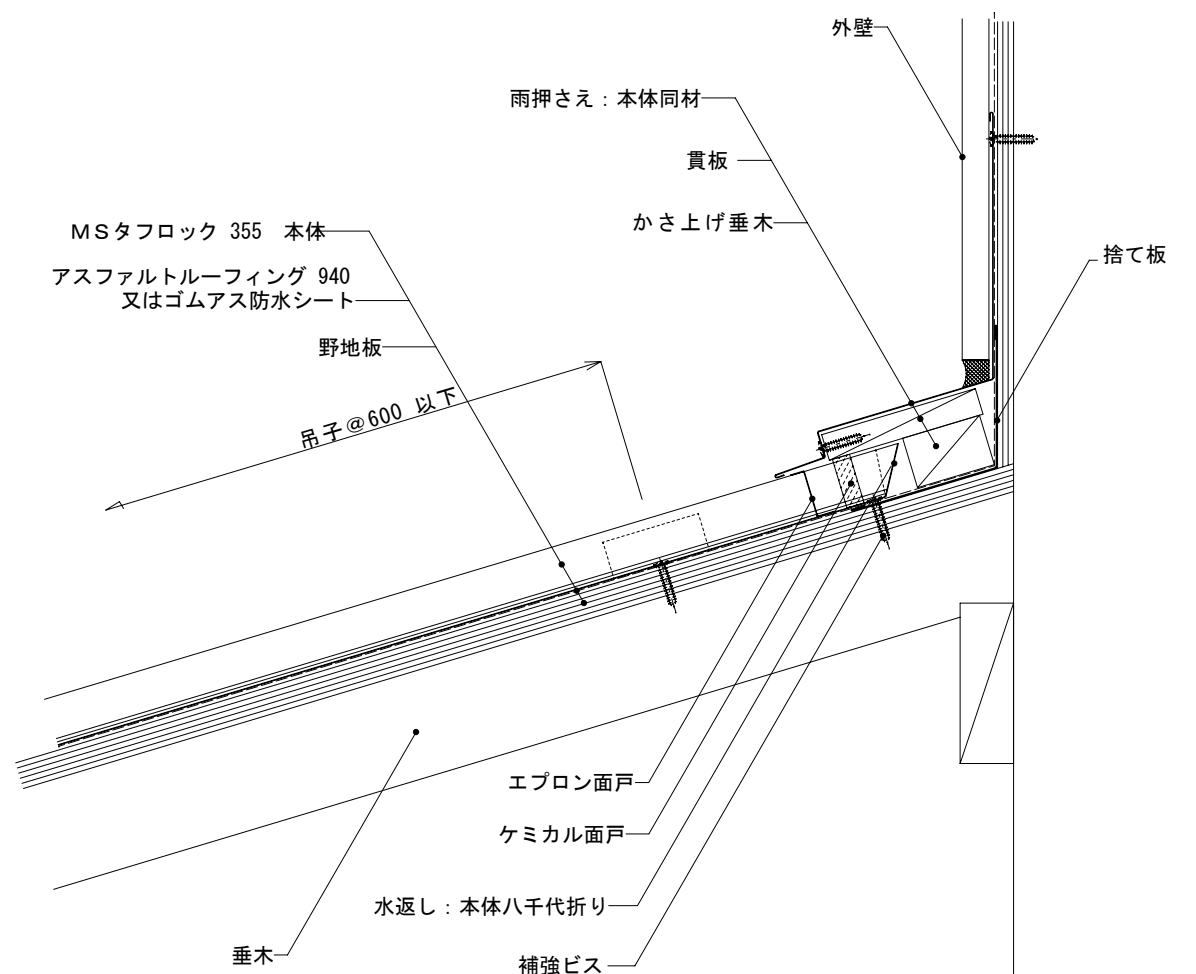 外壁
雨押さえ：本体同材
貫板
かさ上げ垂木
捨て板
ＭＳタフロック 355　本体
アスファルトルーフィング 940
又はゴムアス防水シート
野地板
吊子＠600 以下
エプロン面戸
ケミカル面戸
水返し：本体八千代折り
垂木
補強ビス